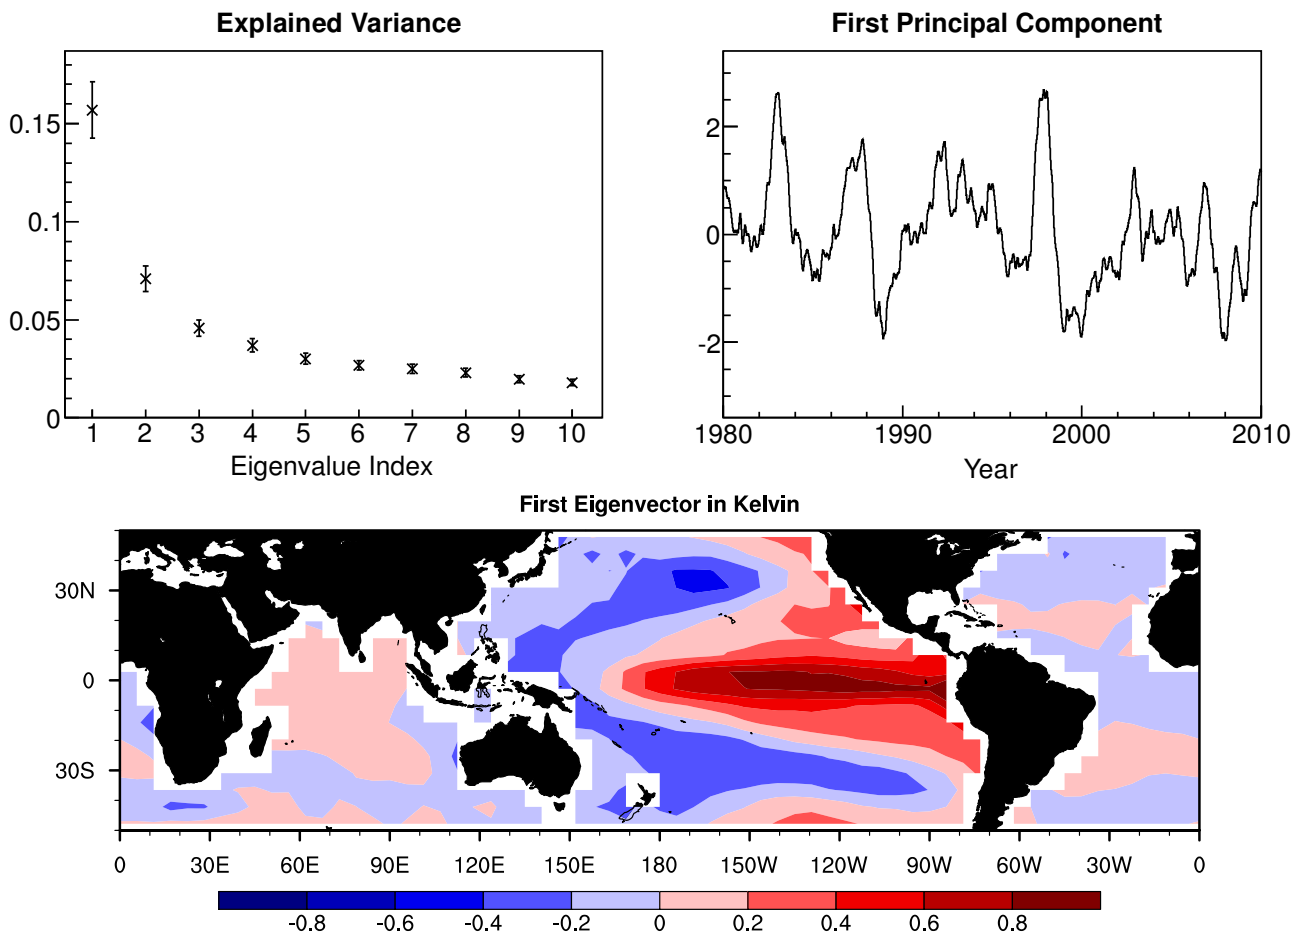 Explained Variance
0.15
0.1
0.05
0
1 2 3 4 5 6 7 8 9 10
Eigenvalue Index
First Principal Component
2
0
-2
1980 1990 2000 2010
Year
First Eigenvector in Kelvin
30N
0
30S
0 30E 60E 90E 120E 150E 180 150W 120W 90W 60W 30W 0
-0.8 -0.6 -0.4 -0.2 0 0.2 0.4 0.6 0.8